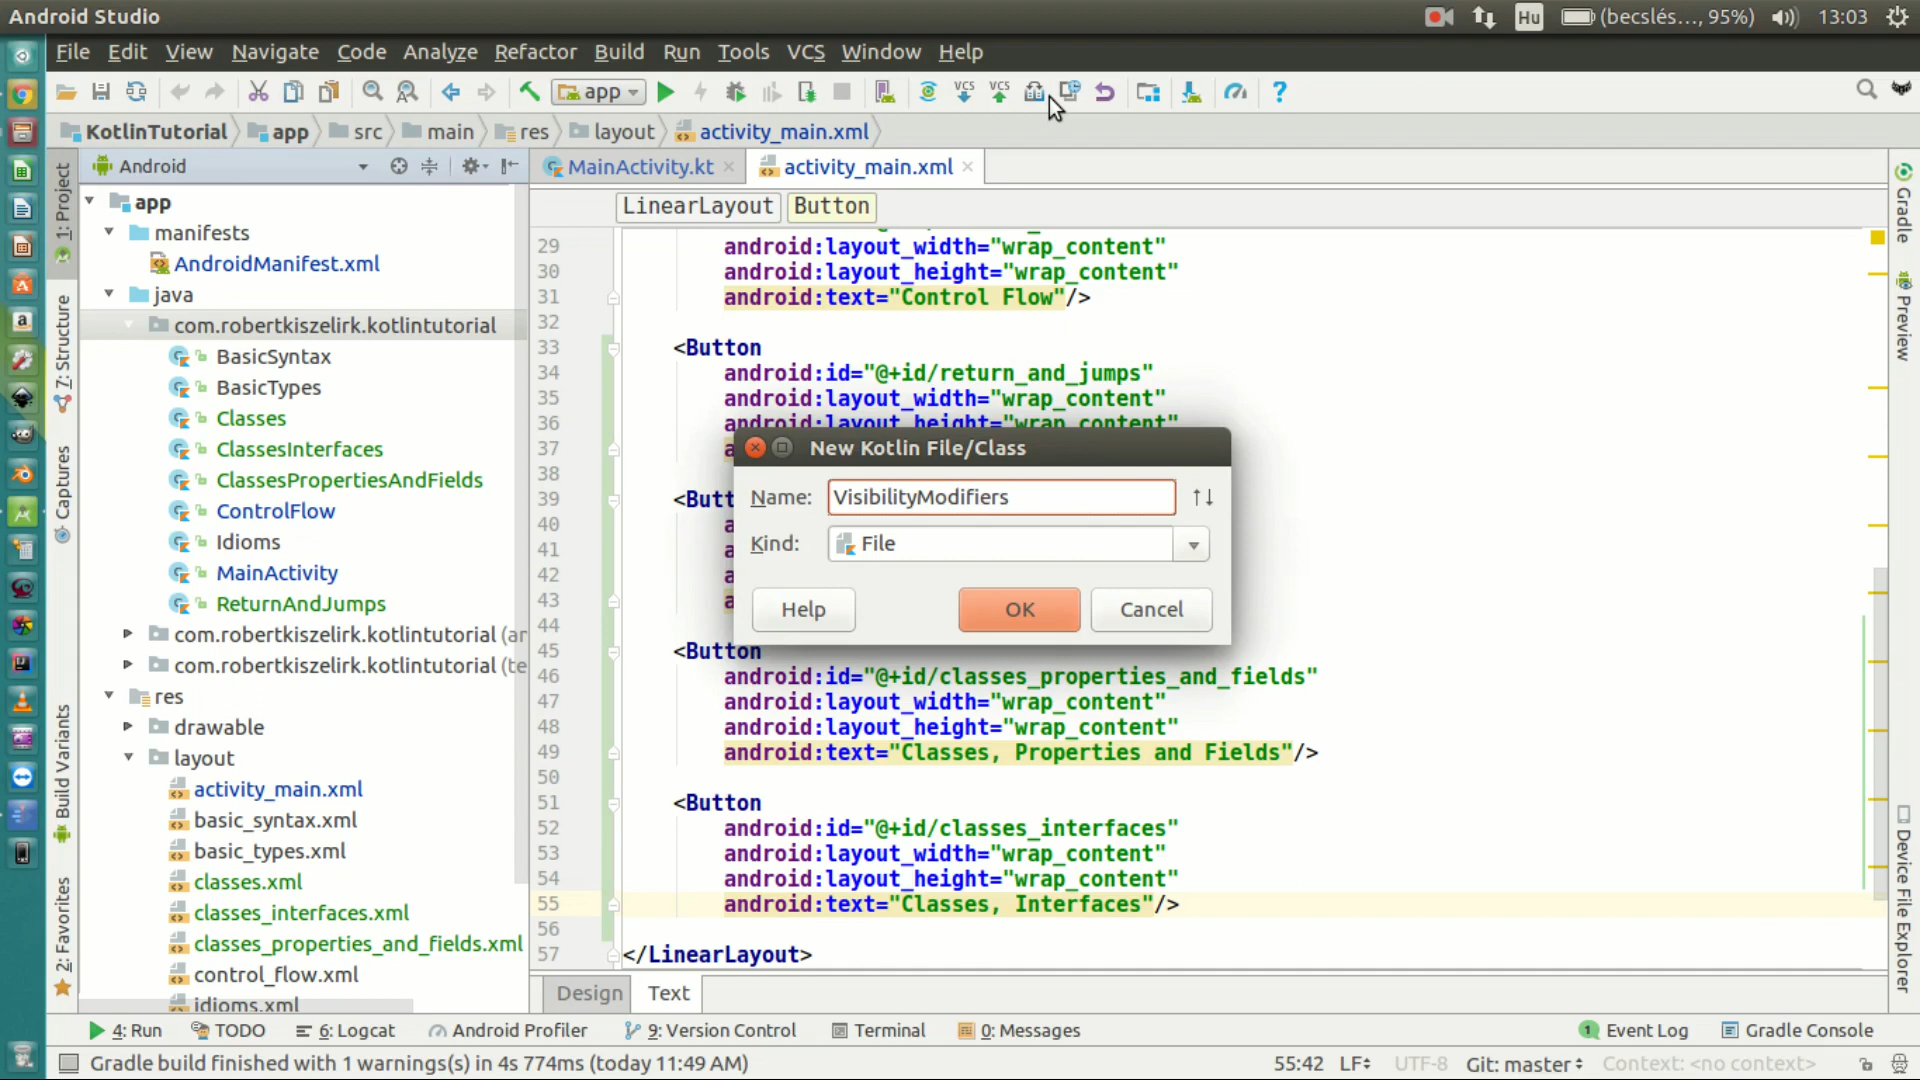 Android Studio
Hu (becslés..., 95%) 13:03
File Edit View Navigate Code Analyze Refactor Build Run Tools VCS Window Help
app VCS VCS ?
KotlinTutorial app src main res layout activity_main.xml
Android
MainActivity.kt activity_main.xml
LinearLayout Button
1: Project
7: Structure
Captures
Build Variants
2: Favorites
app
manifests
AndroidManifest.xml
java
com.robertkiszelirk.kotlintutorial
BasicSyntax
BasicTypes
Classes
ClassesInterfaces
ClassesPropertiesAndFields
ControlFlow
Idioms
MainActivity
ReturnAndJumps
com.robertkiszelirk.kotlintutorial (ar
com.robertkiszelirk.kotlintutorial (te
res
drawable
layout
activity_main.xml
basic_syntax.xml
basic_types.xml
classes.xml
classes_interfaces.xml
classes_properties_and_fields.xml
control_flow.xml
idioms.xml
29 android:layout_width="wrap_content"
30 android:layout_height="wrap_content"
31 android:text="Control Flow"/>
32
33 <Button
34 android:id="@+id/return_and_jumps"
35 android:layout_width="wrap_content"
36 android:layout_height="wrap_content"
37 a
38
39 <Butt
40 a
41 a
42 a
43 a
44
45 <Button
46 android:id="@+id/classes_properties_and_fields"
47 android:layout_width="wrap_content"
48 android:layout_height="wrap_content"
49 android:text="Classes, Properties and Fields"/>
50
51 <Button
52 android:id="@+id/classes_interfaces"
53 android:layout_width="wrap_content"
54 android:layout_height="wrap_content"
55 android:text="Classes, Interfaces"/>
56
57 </LinearLayout>
New Kotlin File/Class
Name: VisibilityModifiers
Kind: File
Help OK Cancel
Gradle
Preview
Device File Explorer
Design Text
4: Run TODO 6: Logcat Android Profiler 9: Version Control Terminal 0: Messages 1 Event Log Gradle Console
Gradle build finished with 1 warnings(s) in 4s 774ms (today 11:49 AM) 55:42 LF UTF-8 Git: master Context: <no context>